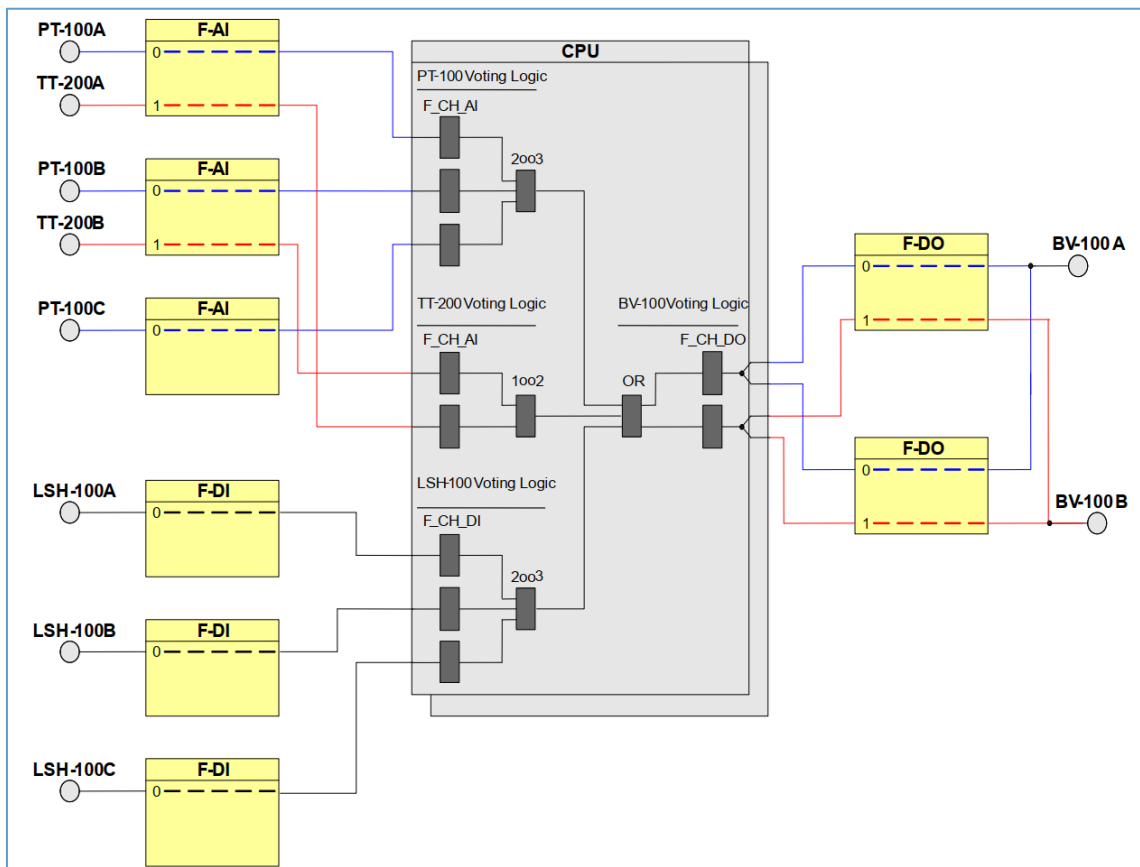 PT-100A
F-AI
0
TT-200A
1
PT-100B
F-AI
0
TT-200B
1
PT-100C
F-AI
0
LSH-100A
F-DI
0
LSH-100B
F-DI
0
LSH-100C
F-DI
0
CPU
PT-100 Voting Logic
F_CH_AI
2oo3
TT-200 Voting Logic
F_CH_AI
1oo2
LSH-100 Voting Logic
F_CH_DI
2oo3
OR
BV-100 Voting Logic
F_CH_DO
F-DO
0
1
BV-100 A
F-DO
0
1
BV-100 B